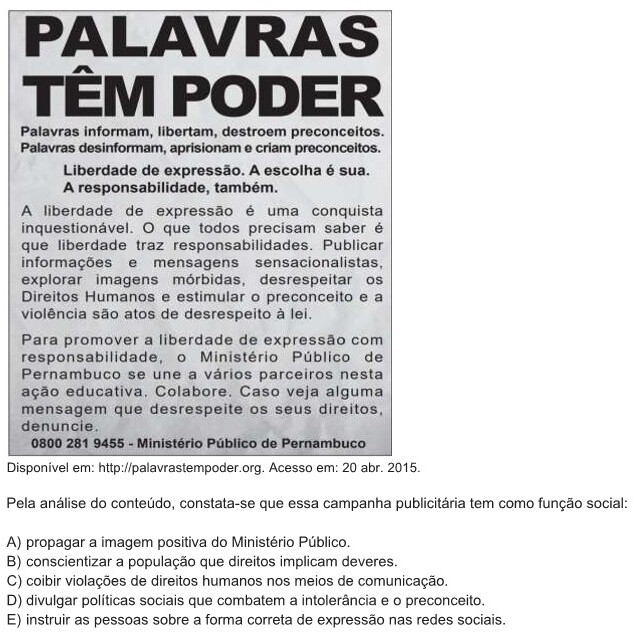 PALAVRAS
TÊM PODER
Palavras informam, libertam, destroem preconceitos.
Palavras desinformam, aprisionam e criam preconceitos.
Liberdade de expressão. A escolha é sua.
A responsabilidade, também.
A liberdade de expressão é uma conquista
inquestionável. O que todos precisam saber é
que liberdade traz responsabilidades. Publicar
informações e mensagens sensacionalistas,
explorar imagens mórbidas, desrespeitar os
Direitos Humanos e estimular o preconceito e a
violência são atos de desrespeito à lei.
Para promover a liberdade de expressão com
responsabilidade, o Ministério Público de
Pernambuco se une a vários parceiros nesta
ação educativa. Colabore. Caso veja alguma
mensagem que desrespeite os seus direitos,
denuncie.
0800 281 9455 - Ministério Público de Pernambuco
Disponível em: http://palavrastempoder.org. Acesso em: 20 abr. 2015.
Pela análise do conteúdo, constata-se que essa campanha publicitária tem como função social:
A) propagar a imagem positiva do Ministério Público.
B) conscientizar a população que direitos implicam deveres.
C) coibir violações de direitos humanos nos meios de comunicação.
D) divulgar políticas sociais que combatem a intolerância e o preconceito.
E) instruir as pessoas sobre a forma correta de expressão nas redes sociais.